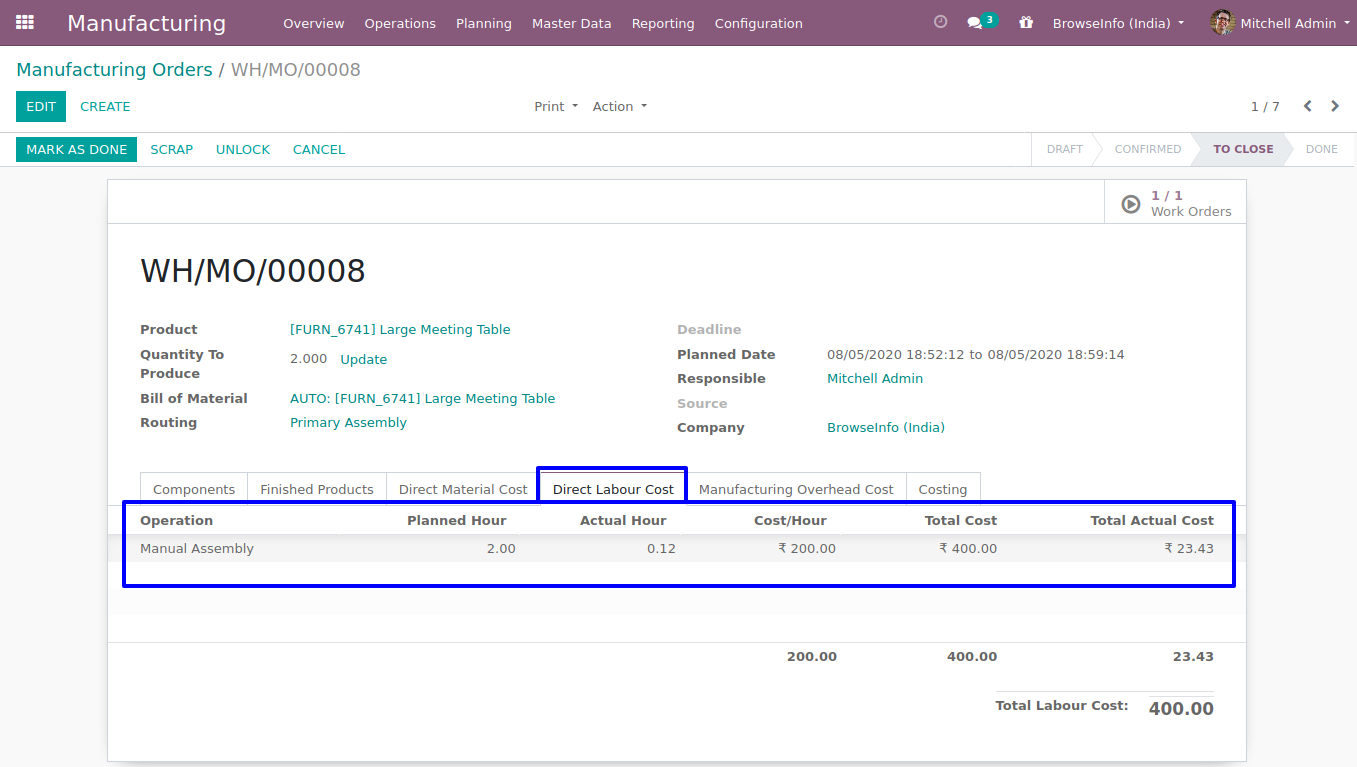 Manufacturing Overview Operations Planning Master Data Reporting Configuration 3 BrowseInfo (India) Mitchell Admin
Manufacturing Orders / WH/MO/00008
EDIT CREATE Print Action 1 / 7
MARK AS DONE SCRAP UNLOCK CANCEL DRAFT CONFIRMED TO CLOSE DONE
1 / 1
Work Orders
WH/MO/00008
Product [FURN_6741] Large Meeting Table
Quantity To Produce 2.000 Update
Bill of Material AUTO: [FURN_6741] Large Meeting Table
Routing Primary Assembly
Deadline
Planned Date 08/05/2020 18:52:12 to 08/05/2020 18:59:14
Responsible Mitchell Admin
Source
Company BrowseInfo (India)
Components Finished Products Direct Material Cost Direct Labour Cost Manufacturing Overhead Cost Costing
Operation Planned Hour Actual Hour Cost/Hour Total Cost Total Actual Cost
Manual Assembly 2.00 0.12 ₹ 200.00 ₹ 400.00 ₹ 23.43
200.00 400.00 23.43
Total Labour Cost: 400.00